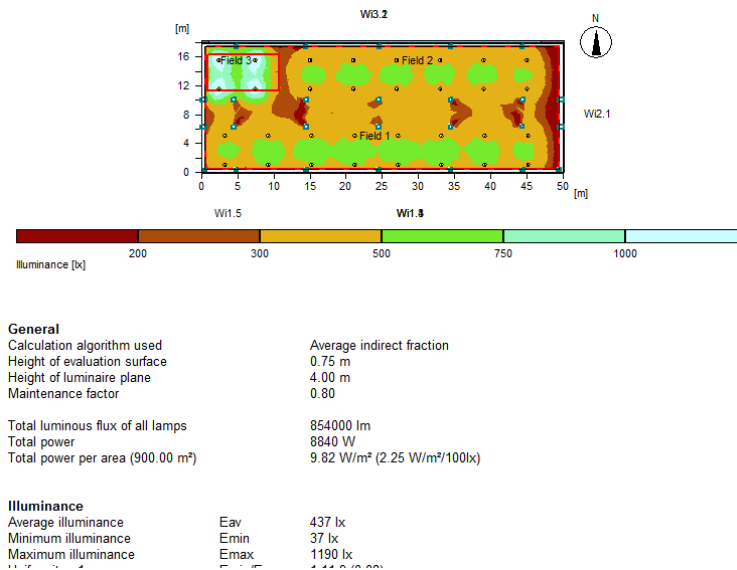 Wi3.2
[m]
N
16
Field 3
Field 2
12
8
Wi2.1
4
Field 1
0
0 5 10 15 20 25 30 35 40 45 50
[m]
Wi1.5
200 300 500 750 1000
Illuminance [lx]
General
Calculation algorithm used Average indirect fraction
Height of evaluation surface 0.75 m
Height of luminaire plane 4.00 m
Maintenance factor 0.80
Total luminous flux of all lamps 854000 lm
Total power 8840 W
Total power per area (900.00 m²) 9.82 W/m² (2.25 W/m²/100lx)
Illuminance
Average illuminance Eav 437 lx
Minimum illuminance Emin 37 lx
Maximum illuminance Emax 1190 lx